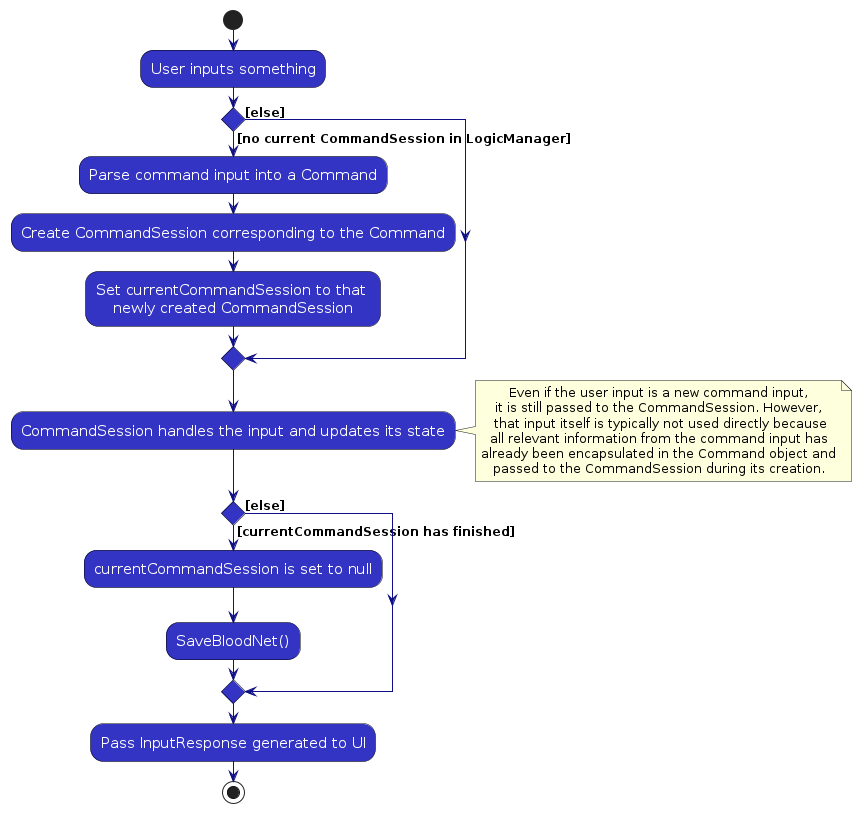 User inputs something
[else]
[no current CommandSession in LogicManager]
Parse command input into a Command
Create CommandSession corresponding to the Command
Set currentCommandSession to that
newly created CommandSession
Even if the user input is a new command input,
it is still passed to the CommandSession. However,
that input itself is typically not used directly because
all relevant information from the command input has
already been encapsulated in the Command object and
passed to the CommandSession during its creation.
CommandSession handles the input and updates its state
[else]
[currentCommandSession has finished]
currentCommandSession is set to null
SaveBloodNet()
Pass InputResponse generated to UI